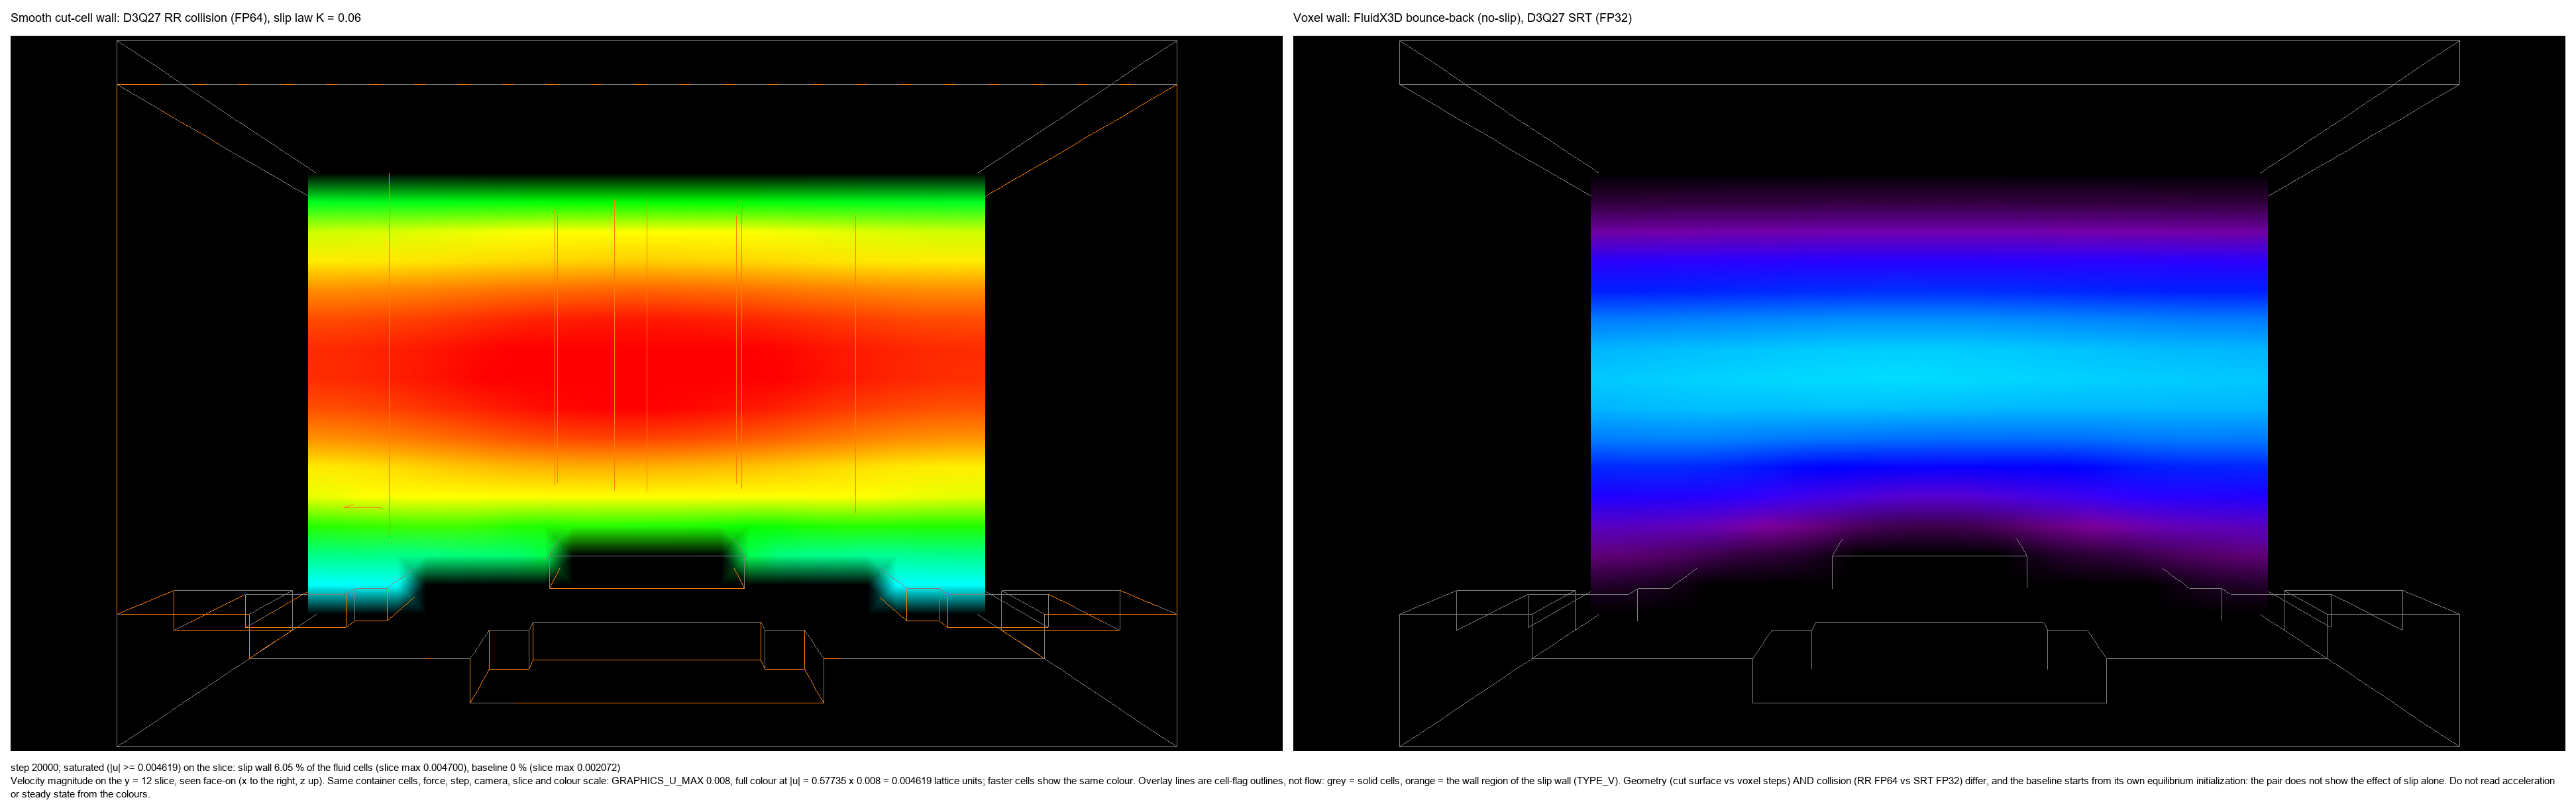 Smooth cut-cell wall: D3Q27 RR collision (FP64), slip law K = 0.06
Voxel wall: FluidX3D bounce-back (no-slip), D3Q27 SRT (FP32)
step 20000; saturated (|u| >= 0.004619) on the slice: slip wall 6.05 % of the fluid cells (slice max 0.004700), baseline 0 % (slice max 0.002072)
Velocity magnitude on the y = 12 slice, seen face-on (x to the right, z up). Same container cells, force, step, camera, slice and colour scale: GRAPHICS_U_MAX 0.008, full colour at |u| = 0.57735 x 0.008 = 0.004619 lattice units; faster cells show the same colour. Overlay lines are cell-flag outlines, not flow: grey = solid cells, orange = the wall region of the slip wall (TYPE_V). Geometry (cut surface vs voxel steps) AND collision (RR FP64 vs SRT FP32) differ, and the baseline starts from its own equilibrium initialization: the pair does not show the effect of slip alone. Do not read acceleration
or steady state from the colours.